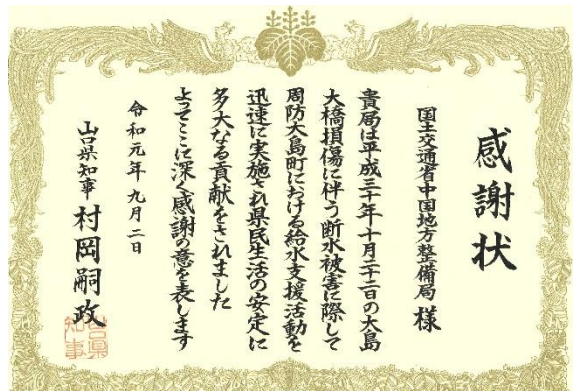 感謝状
国土交通省中国地方整備局 様
貴局は平成三十年十月二十二日の大島
大橋損傷に伴う断水被害に際して
周防大島町における給水支援活動を
迅速に実施され県民生活の安定に
多大なる貢献をされました
よってここに深く感謝の意を表します
令和元年九月二日
山口県知事 村岡嗣政
山口県
知事